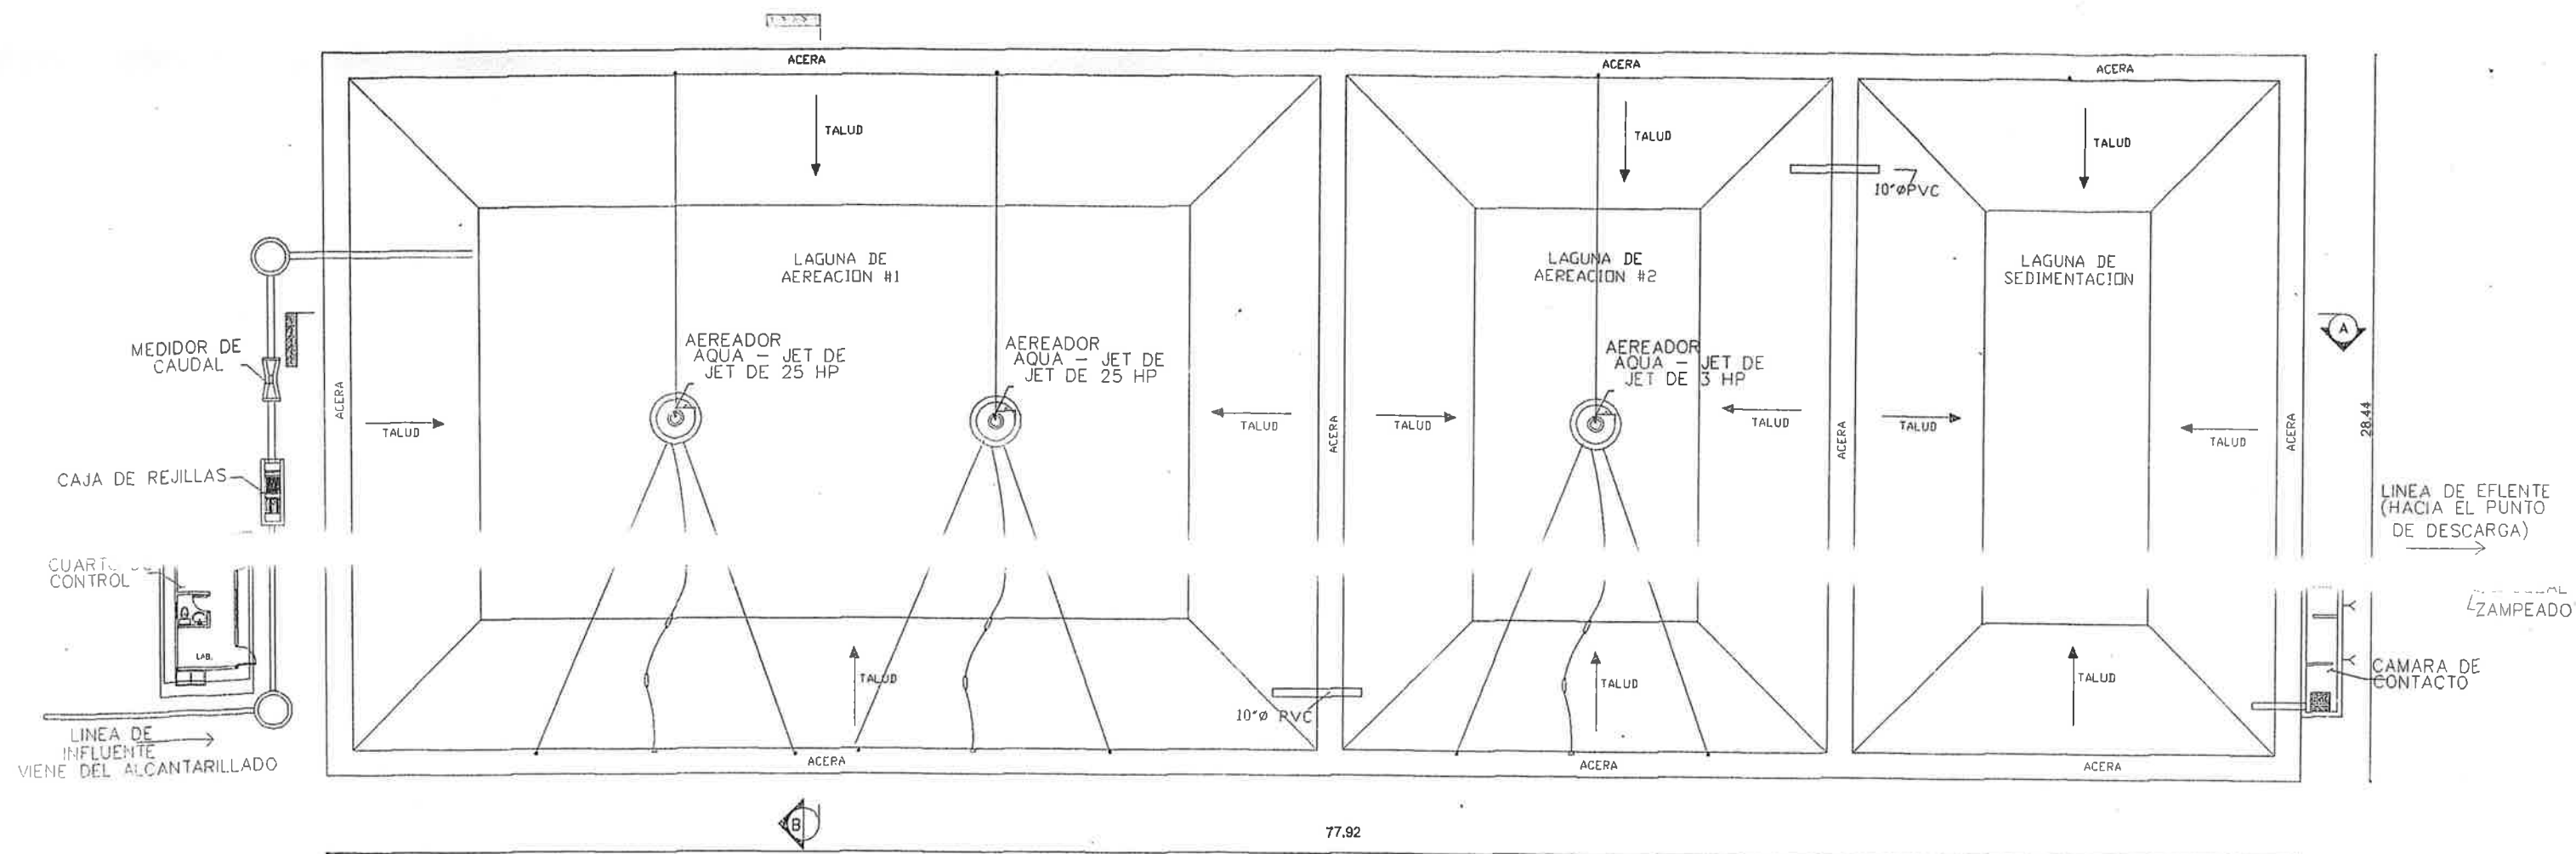 ACERA
ACERA
ACERA
TALUD
TALUD
TALUD
10"øPVC
LAGUNA DE
AEREACION #1
LAGUNA DE
AEREACION #2
LAGUNA DE
SEDIMENTACION
MEDIDOR DE
CAUDAL
AEREADOR
AQUA - JET DE
JET DE 25 HP
AEREADOR
AQUA - JET DE
JET DE 25 HP
AEREADOR
AQUA - JET DE
JET DE 3 HP
A
ACERA
TALUD
TALUD
ACERA
TALUD
TALUD
ACERA
TALUD
TALUD
ACERA
28.44
CAJA DE REJILLAS
LINEA DE EFLENTE
(HACIA EL PUNTO
DE DESCARGA)
CONTROL
ZAMPEADO
LAB.
TALUD
TALUD
TALUD
CAMARA DE
CONTACTO
10"ø PVC
LINEA DE
INFLUENTE
VIENE DEL ALCANTARILLADO
ACERA
ACERA
ACERA
B
77.92